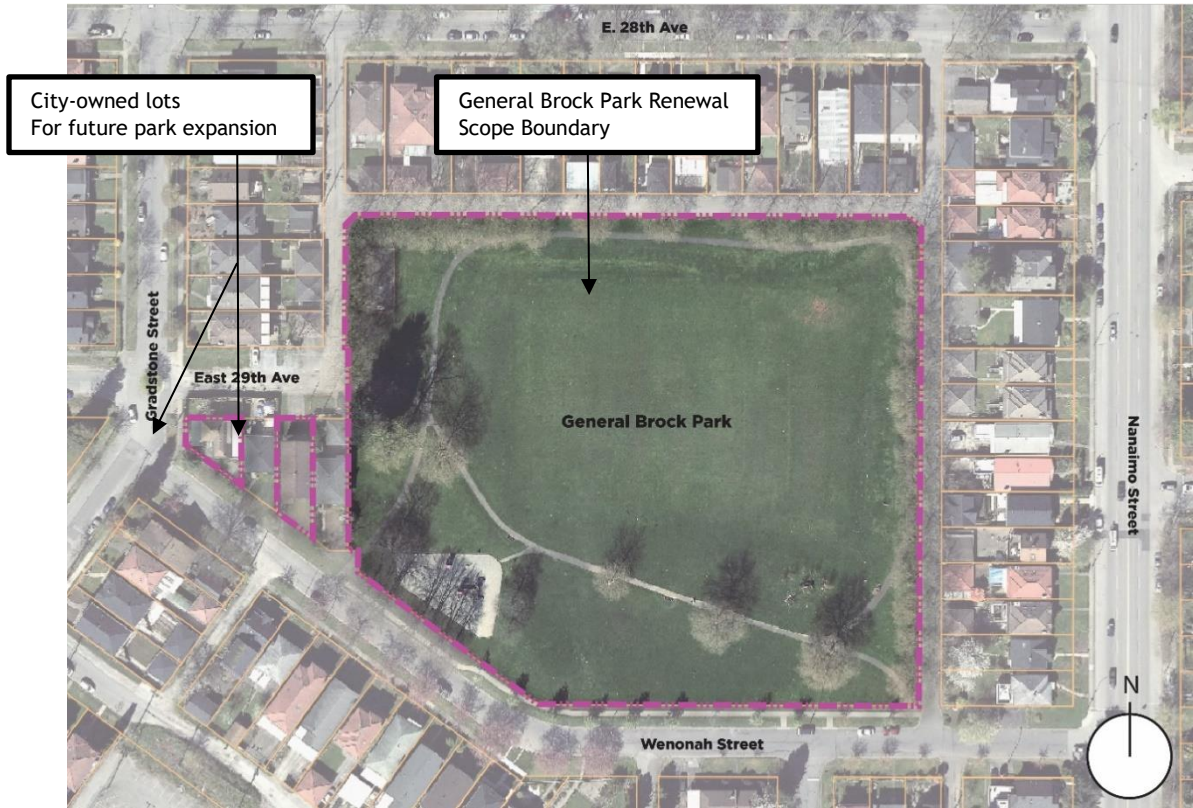 E. 28th Ave
City-owned lots
For future park expansion
General Brock Park Renewal
Scope Boundary
Gradstone Street
East 29th Ave
General Brock Park
Nanaimo Street
Wenonah Street
N